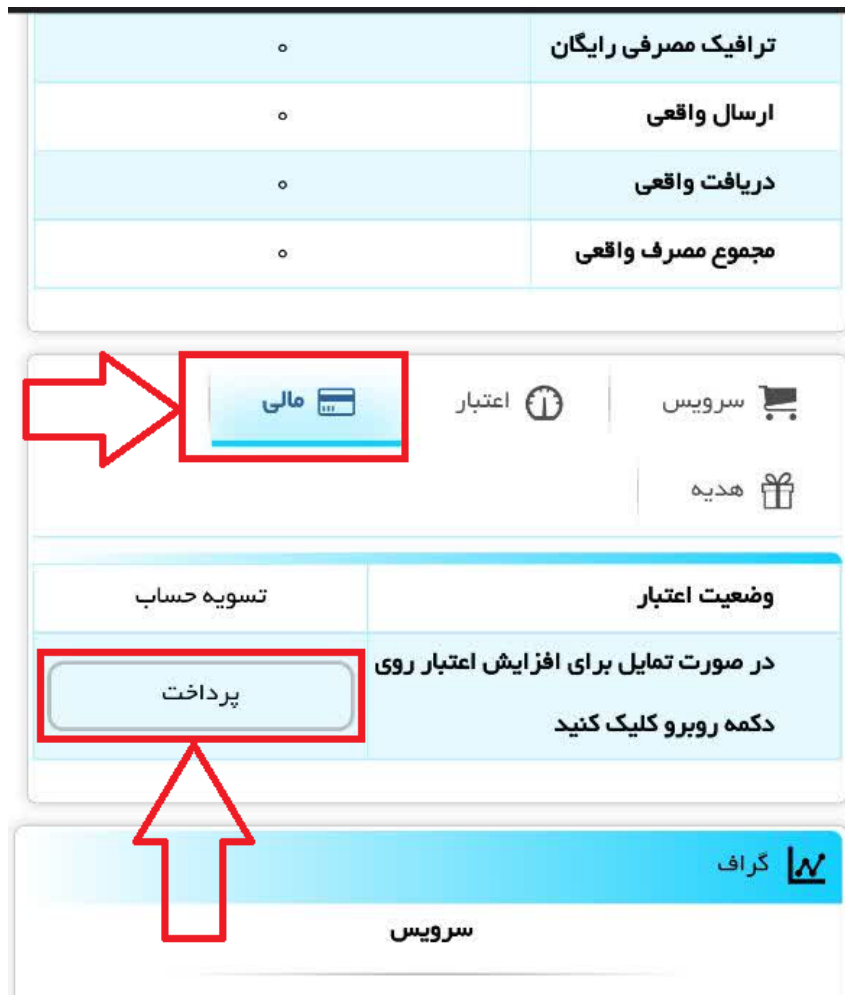 ترافیک مصرفی رایگان ۰
ارسال واقعی ۰
دریافت واقعی ۰
مجموع مصرف واقعی ۰
سرویس اعتبار مالی
هدیه
وضعیت اعتبار تسویه حساب
در صورت تمایل برای افزایش اعتبار روی
دکمه روبرو کلیک کنید
پرداخت
گراف
سرویس